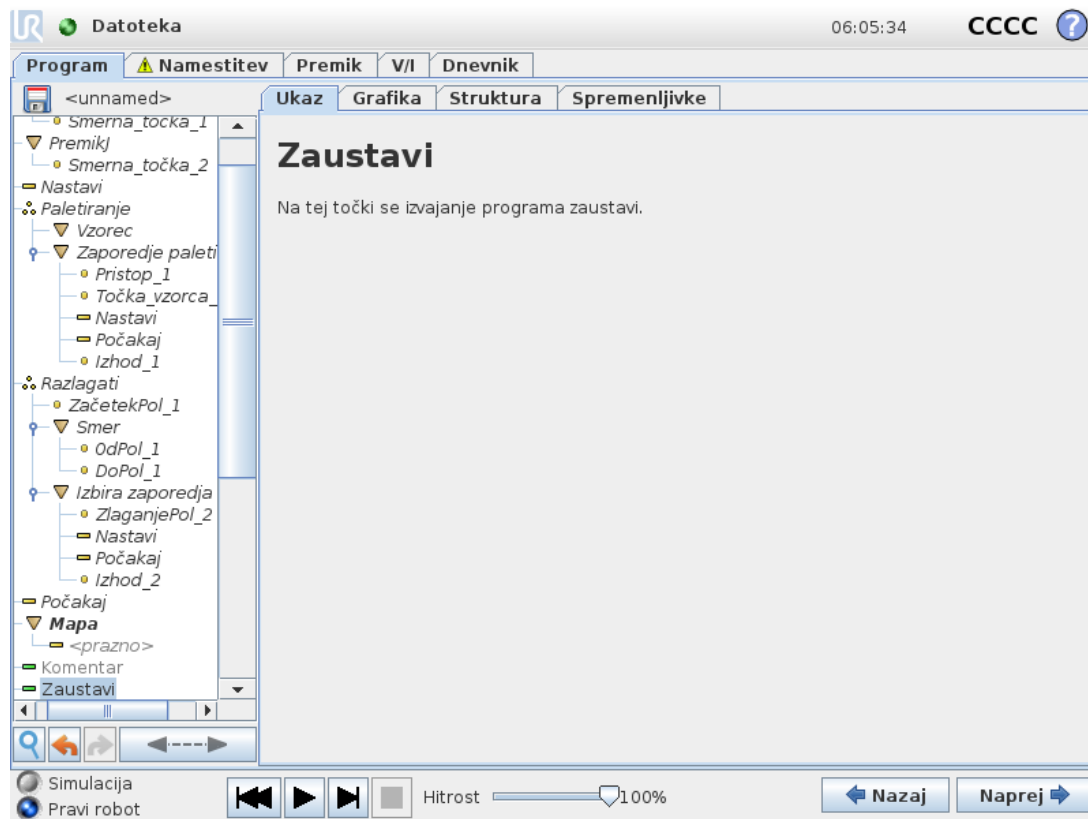 UR Datoteka 06:05:34 CCCC ?
Program Namestitev Premik V/I Dnevnik
<unnamed>
Ukaz Grafika Struktura Spremenljivke
Smerna_točka_1
PremikJ
Smerna_točka_2
Nastavi
Paletiranje
Vzorec
Zaporedje paleti
Pristop_1
Točka_vzorca_
Nastavi
Počakaj
Izhod_1
Razlagati
ZačetekPol_1
Smer
OdPol_1
DoPol_1
Izbira zaporedja
ZlaganjePol_2
Nastavi
Počakaj
Izhod_2
Počakaj
Mapa
<prazno>
Komentar
Zaustavi
Zaustavi
Na tej točki se izvajanje programa zaustavi.
Simulacija
Pravi robot
Hitrost 100%
Nazaj Naprej